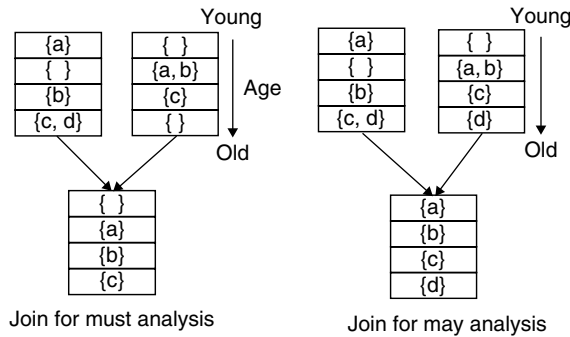 Young
{a}
{ }
{b}
{c, d}
{ }
{a, b}
{c}
{ }
Age
Old
{ }
{a}
{b}
{c}
Join for must analysis
Young
{a}
{ }
{b}
{c, d}
{ }
{a, b}
{c}
{d}
Old
{a}
{b}
{c}
{d}
Join for may analysis